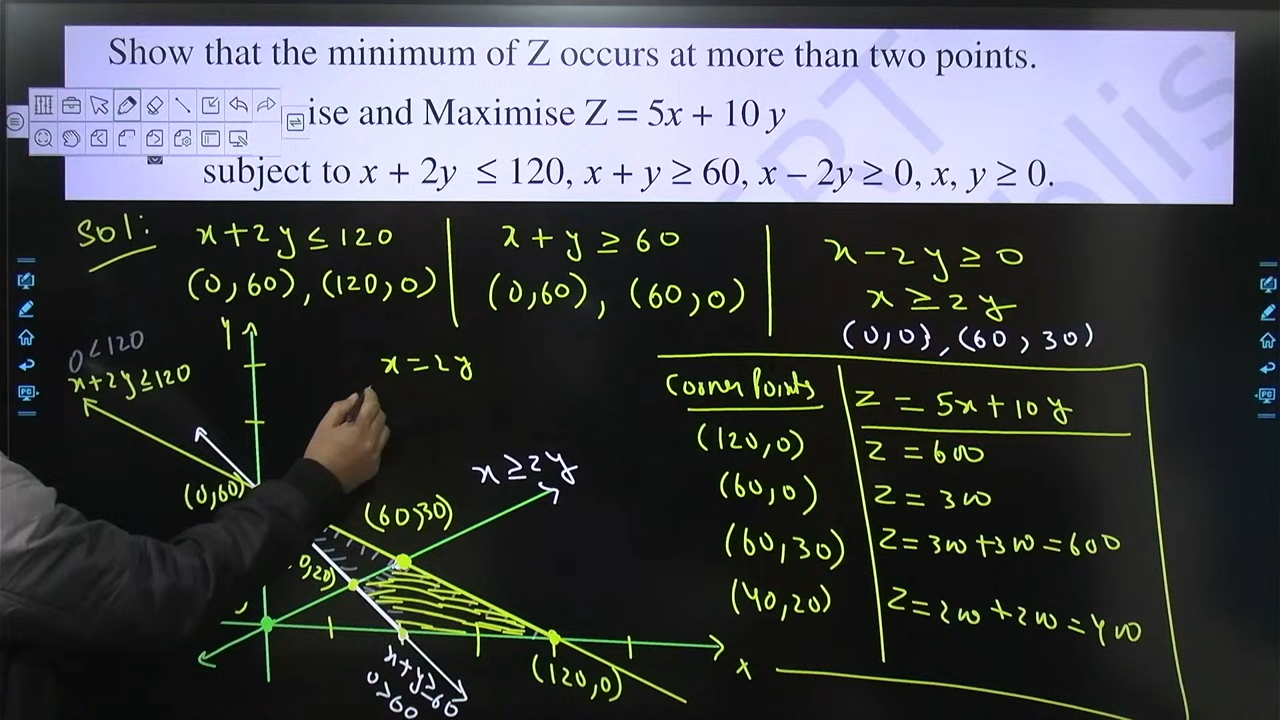 Show that the minimum of Z occurs at more than two points.
ise and Maximise Z = 5x + 10 y
subject to x + 2y ≤ 120, x + y ≥ 60, x – 2y ≥ 0, x, y ≥ 0.
Sol: x+2y ≤ 120 | x + y ≥ 60 | x-2y ≥ 0
(0,60), (120,0) | (0,60), (60,0) | x ≥ 2y
(0,0), (60,30)
0<120
x+2y≤120
Y
x=2y
(0,60)
(60,30)
x≥2y
0,20)
x+y≥60
0>60
(120,0)
x
Corner Points | Z = 5x+10y
(120,0) | Z = 600
(60,0) | Z = 300
(60,30) | Z=300+300=600
(40,20) | Z=200+200=400
PC
PC